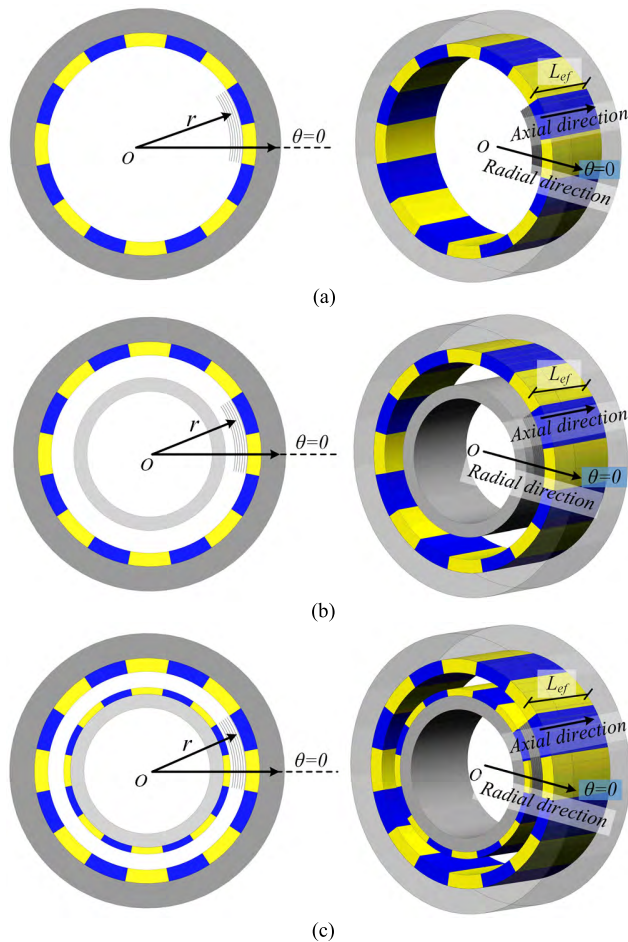 r
O
θ=0
L_ef
Axial direction
O
θ=0
Radial direction
(a)
r
O
θ=0
L_ef
Axial direction
O
θ=0
Radial direction
(b)
r
O
θ=0
L_ef
Axial direction
O
θ=0
Radial direction
(c)